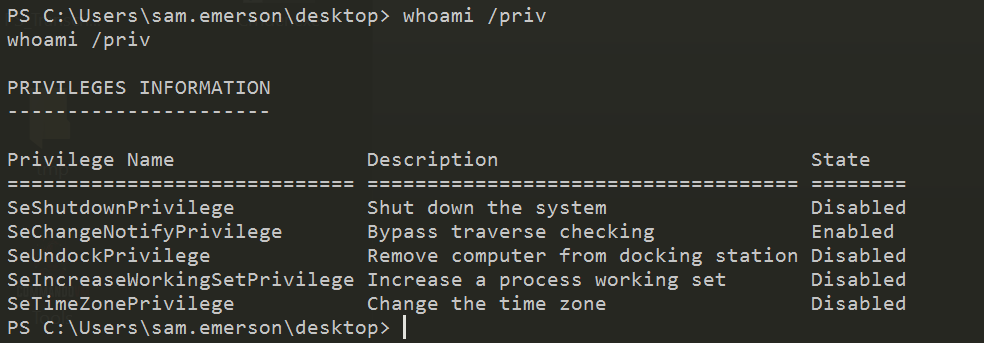 PS C:\Users\sam.emerson\desktop> whoami /priv
whoami /priv
PRIVILEGES INFORMATION
----------------------
Privilege Name                Description                          State
============================= ==================================== ========
SeShutdownPrivilege           Shut down the system                 Disabled
SeChangeNotifyPrivilege       Bypass traverse checking             Enabled
SeUndockPrivilege             Remove computer from docking station Disabled
SeIncreaseWorkingSetPrivilege Increase a process working set       Disabled
SeTimeZonePrivilege           Change the time zone                 Disabled
PS C:\Users\sam.emerson\desktop>